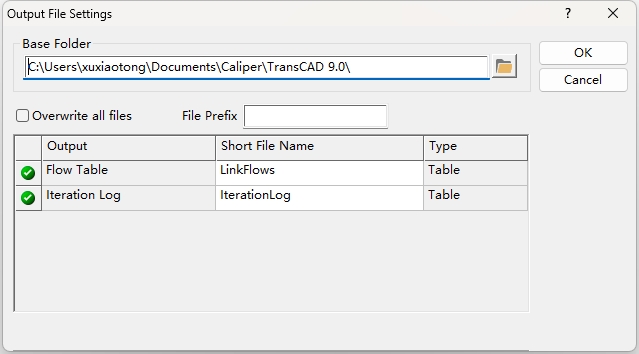 Output File Settings
?
Base Folder
C:\Users\xuxiaotong\Documents\Caliper\TransCAD 9.0\
OK
Cancel
Overwrite all files
File Prefix
Output Short File Name Type
Flow Table LinkFlows Table
Iteration Log IterationLog Table